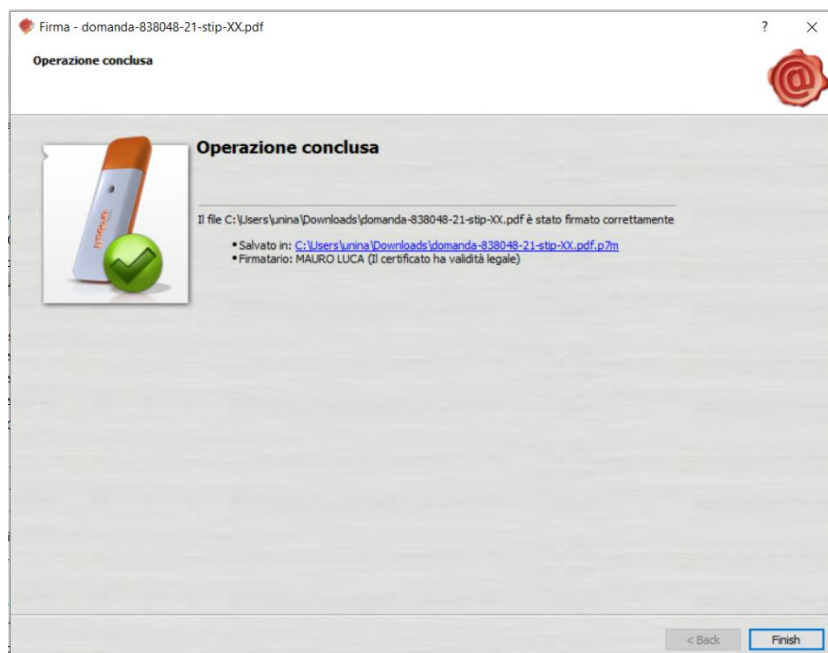 Firma - domanda-838048-21-stip-XX.pdf
Operazione conclusa
Operazione conclusa
Il file C:\Users\unina\Downloads\domanda-838048-21-stip-XX.pdf è stato firmato correttamente
Salvato in: C:\Users\unina\Downloads\domanda-838048-21-stip-XX.pdf.p7m
Firmatario: MAURO LUCA (Il certificato ha validità legale)
< Back
Finish